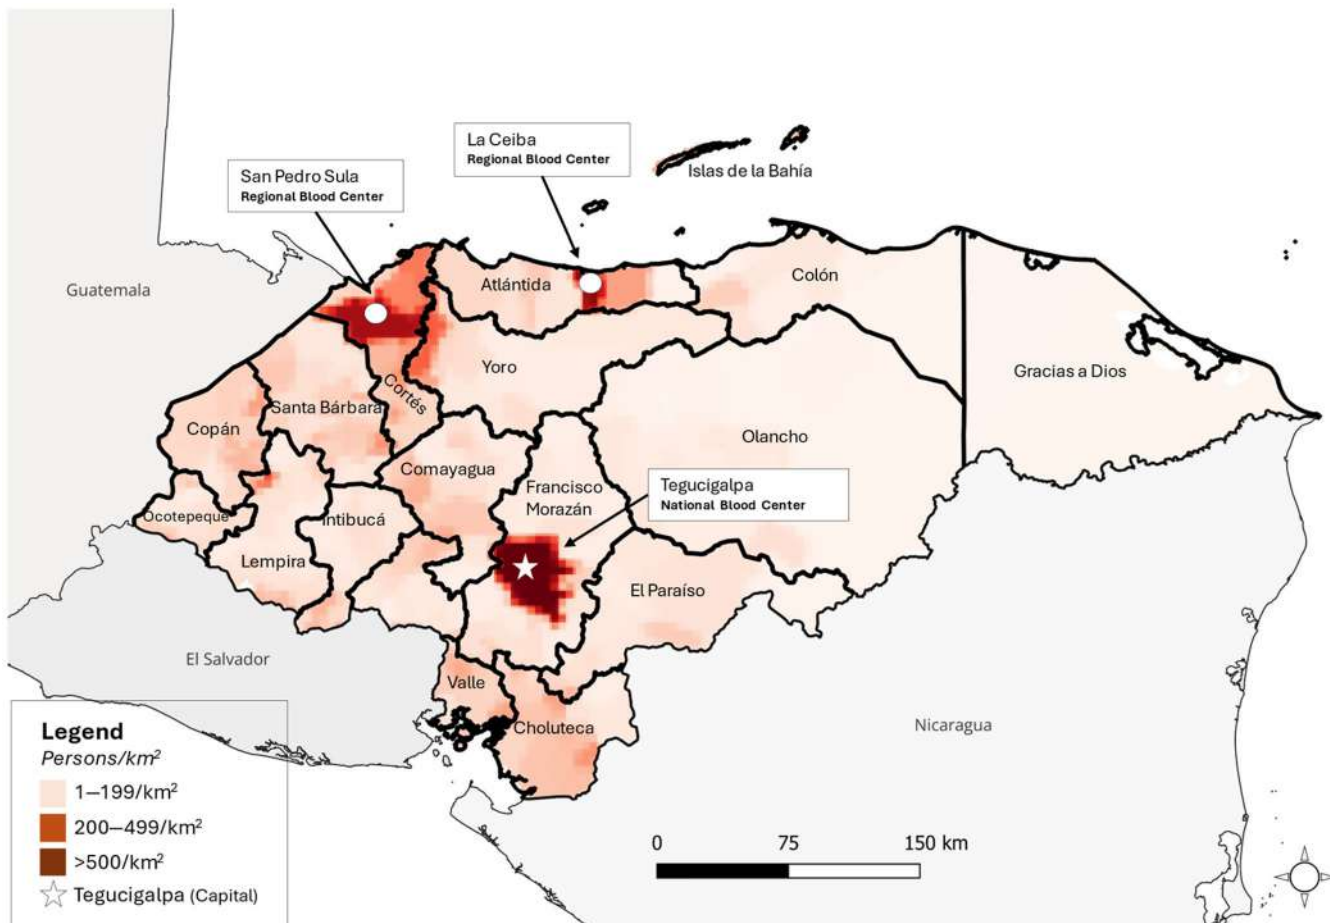 La Ceiba
Regional Blood Center
San Pedro Sula
Regional Blood Center
Islas de la Bahía
Guatemala
Atlántida
Colón
Yoro
Gracias a Dios
Cortés
Santa Bárbara
Copán
Olancho
Comayagua
Francisco
Morazán
Tegucigalpa
National Blood Center
Ocotepeque
Intibucá
Lempira
El Paraíso
El Salvador
Valle
Choluteca
Nicaragua
Legend
Persons/km²
1–199/km²
200–499/km²
>500/km²
Tegucigalpa (Capital)
0 75 150 km